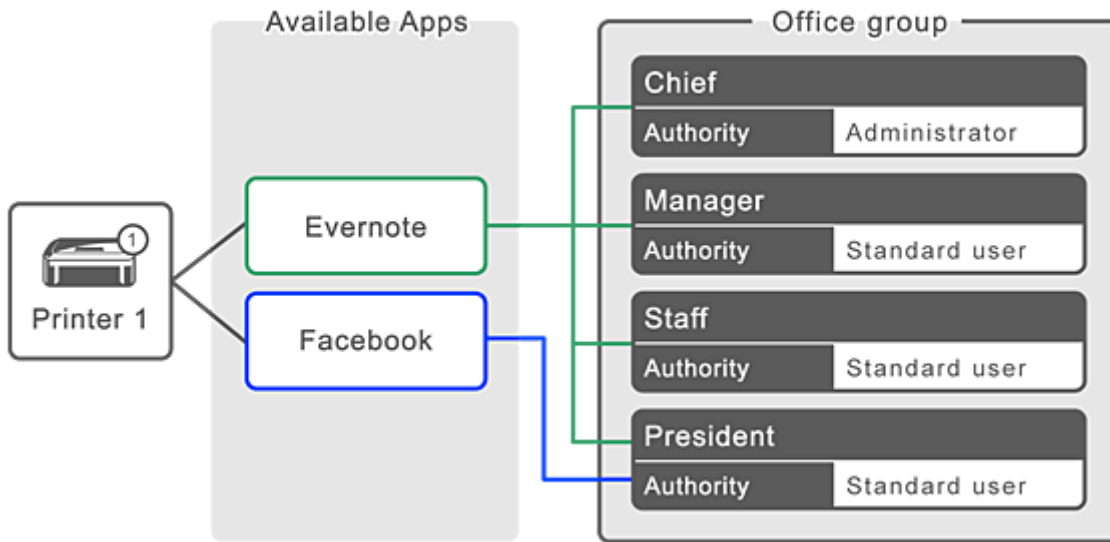 Available Apps
Office group
Chief
Authority Administrator
Manager
Authority Standard user
Evernote
1
Printer 1
Facebook
Staff
Authority Standard user
President
Authority Standard user